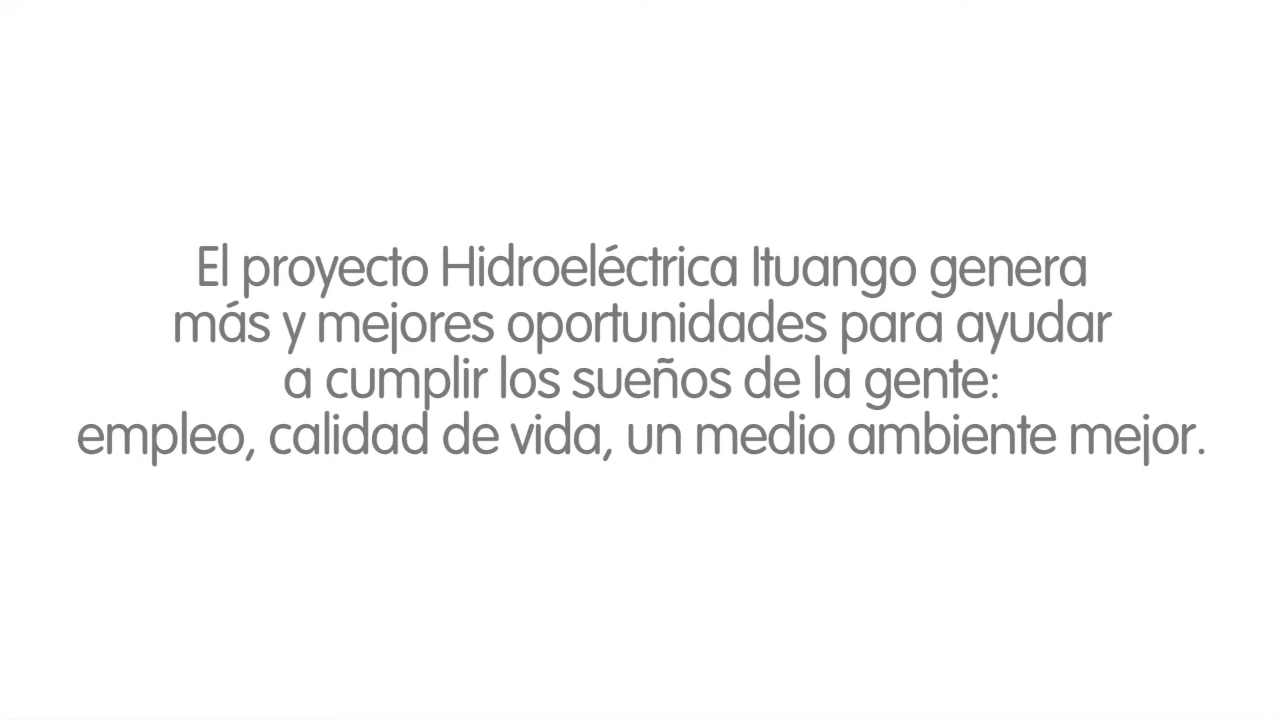 El proyecto Hidroeléctrica Ituango genera
más y mejores oportunidades para ayudar
a cumplir los sueños de la gente:
empleo, calidad de vida, un medio ambiente mejor.